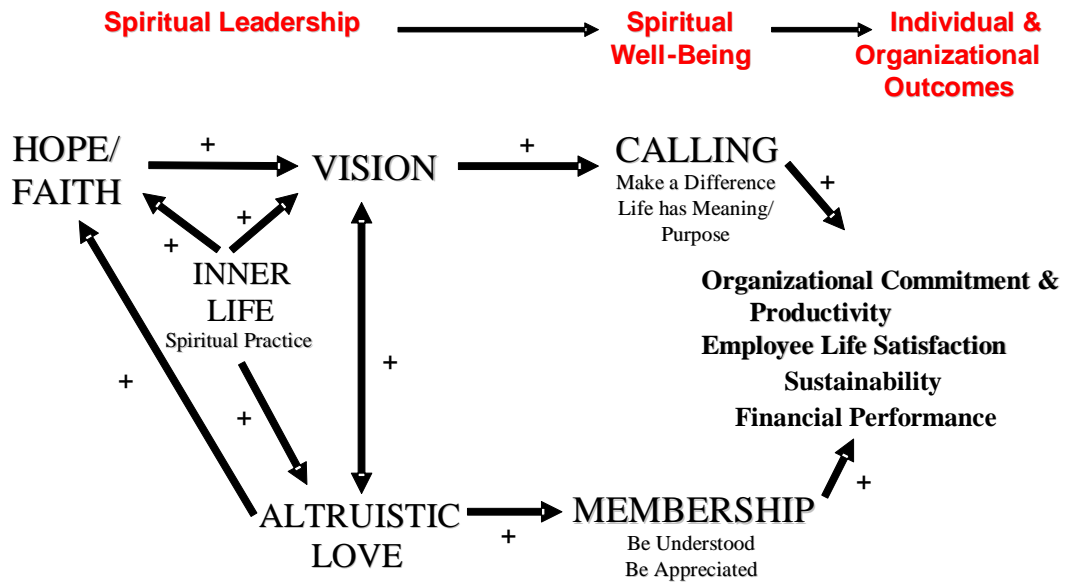 Spiritual Leadership
Spiritual
Well-Being
Individual &
Organizational
Outcomes
HOPE/
FAITH
+
VISION
+
CALLING
Make a Difference
Life has Meaning/
Purpose
+
+
+
INNER
LIFE
Spiritual Practice
Organizational Commitment &
Productivity
Employee Life Satisfaction
Sustainability
Financial Performance
+
+
+
ALTRUISTIC
LOVE
+
MEMBERSHIP
Be Understood
Be Appreciated
+